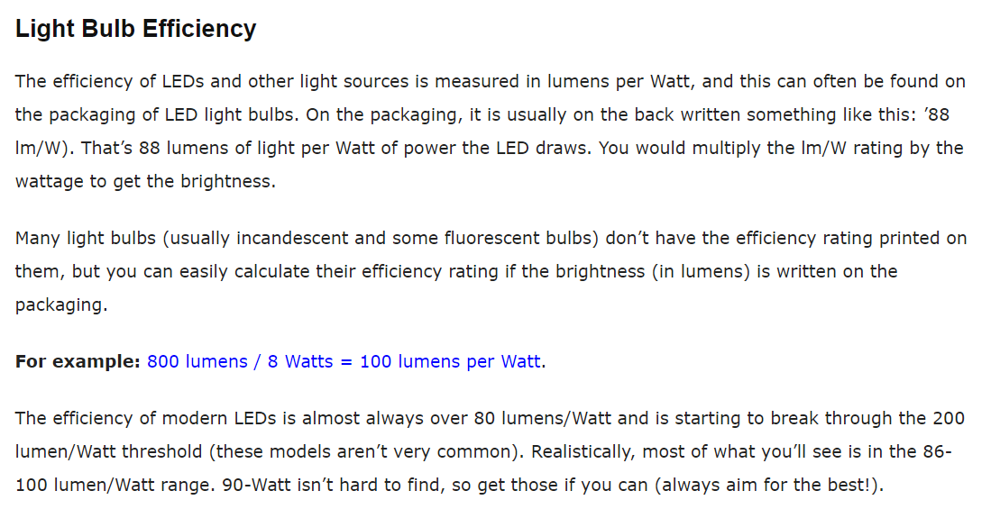 Light Bulb Efficiency
The efficiency of LEDs and other light sources is measured in lumens per Watt, and this can often be found on
the packaging of LED light bulbs. On the packaging, it is usually on the back written something like this: ’88
lm/W). That’s 88 lumens of light per Watt of power the LED draws. You would multiply the lm/W rating by the
wattage to get the brightness.
Many light bulbs (usually incandescent and some fluorescent bulbs) don’t have the efficiency rating printed on
them, but you can easily calculate their efficiency rating if the brightness (in lumens) is written on the
packaging.
For example: 800 lumens / 8 Watts = 100 lumens per Watt.
The efficiency of modern LEDs is almost always over 80 lumens/Watt and is starting to break through the 200
lumen/Watt threshold (these models aren’t very common). Realistically, most of what you’ll see is in the 86-
100 lumen/Watt range. 90-Watt isn’t hard to find, so get those if you can (always aim for the best!).